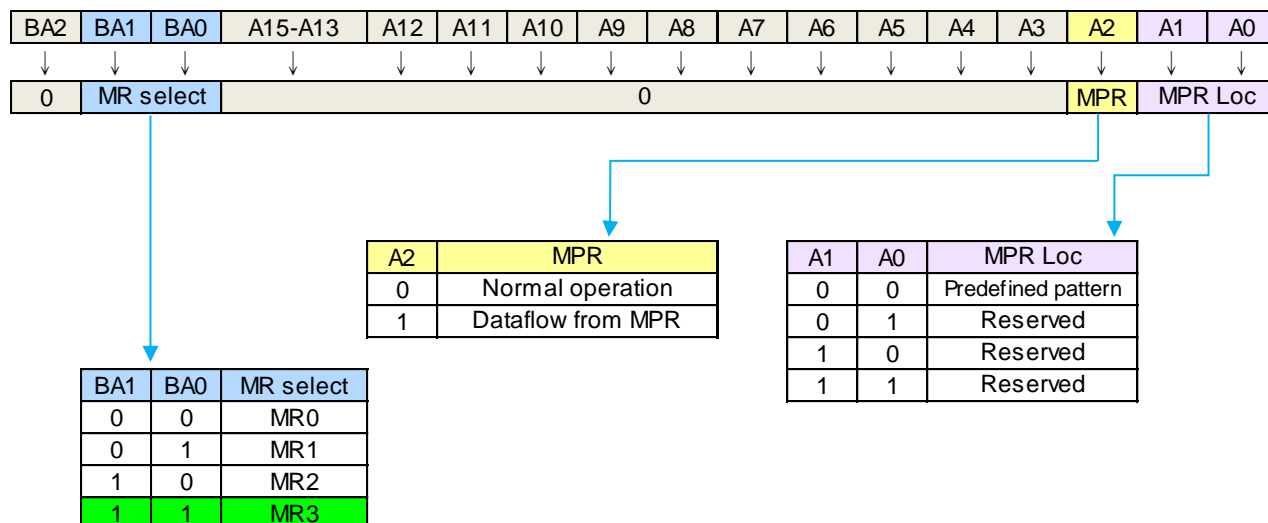 BA2 BA1 BA0 A15-A13 A12 A11 A10 A9 A8 A7 A6 A5 A4 A3 A2 A1 A0
0 MR select 0 MPR MPR Loc
A2 MPR
0 Normal operation
1 Dataflow from MPR
A1 A0 MPR Loc
0 0 Predefined pattern
0 1 Reserved
1 0 Reserved
1 1 Reserved
BA1 BA0 MR select
0 0 MR0
0 1 MR1
1 0 MR2
1 1 MR3